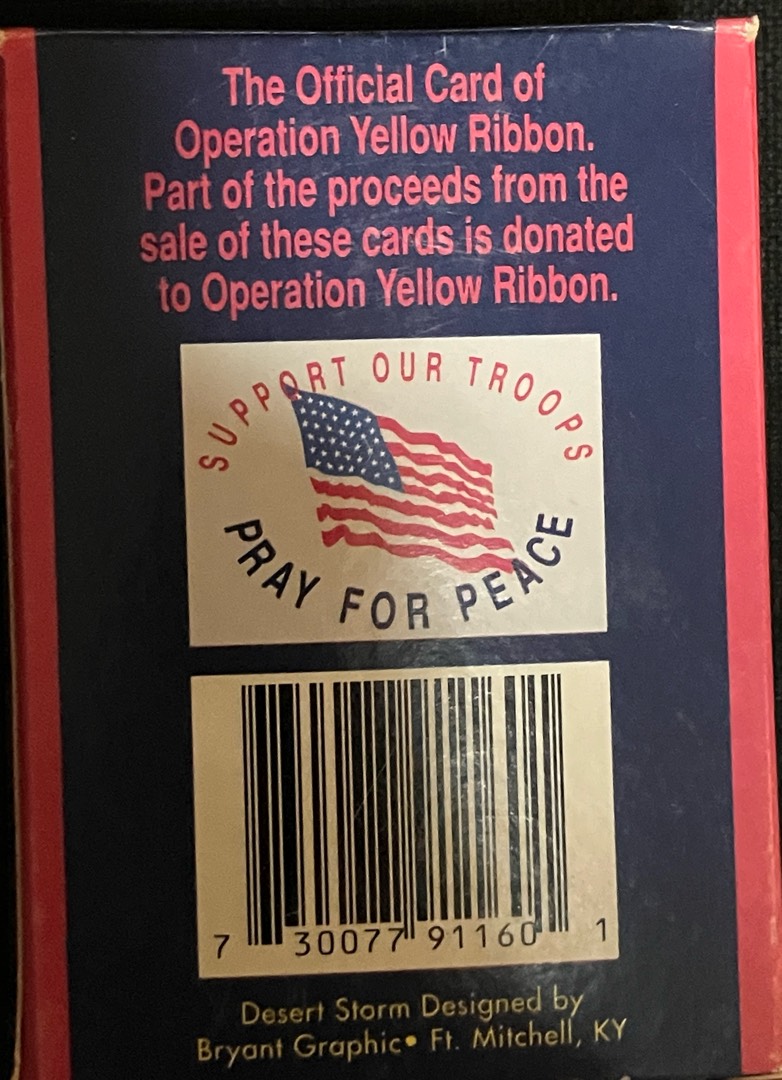 The Official Card of
Operation Yellow Ribbon.
Part of the proceeds from the
sale of these cards is donated
to Operation Yellow Ribbon.
SUPPORT OUR TROOPS
PRAY FOR PEACE
7 30077 91160 1
Desert Storm Designed by
Bryant Graphic• Ft. Mitchell, KY